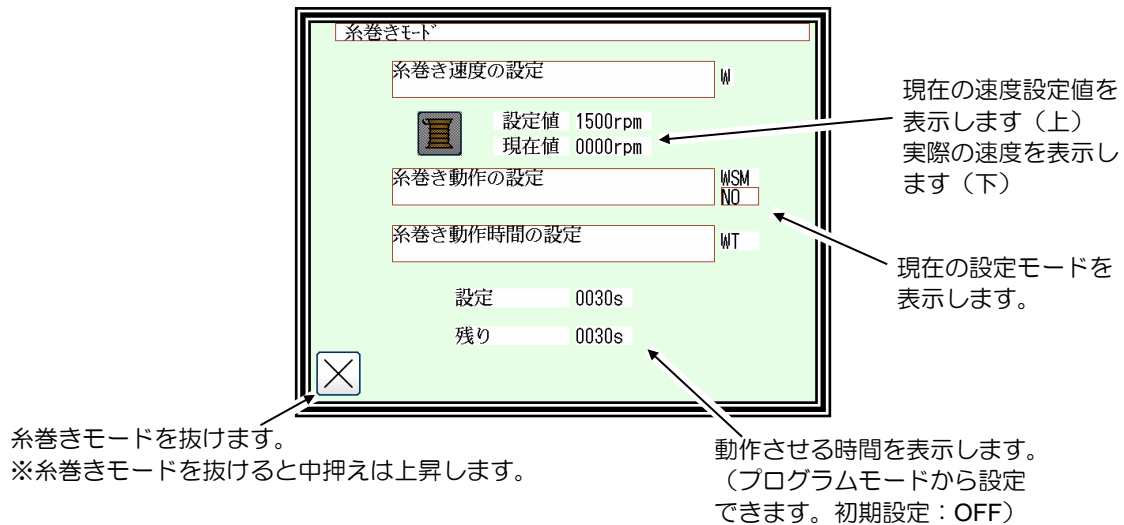 糸巻きﾓｰﾄﾞ
糸巻き速度の設定 W
設定値 1500rpm
現在値 0000rpm
糸巻き動作の設定 WSM
NO
糸巻き動作時間の設定 WT
設定 0030s
残り 0030s
現在の速度設定値を
表示します（上）
実際の速度を表示し
ます（下）
現在の設定モードを
表示します。
糸巻きモードを抜けます。
※糸巻きモードを抜けると中押えは上昇します。
動作させる時間を表示します。
（プログラムモードから設定
できます。初期設定：OFF）